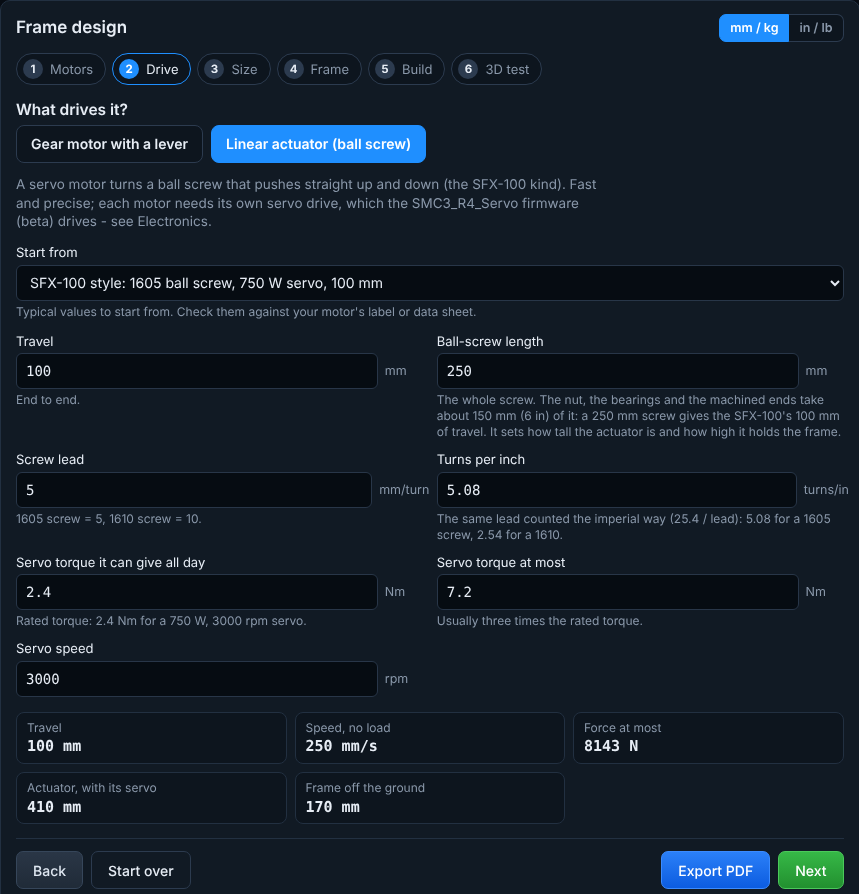 Frame design
mm / kg
in / lb
1 Motors
2 Drive
3 Size
4 Frame
5 Build
6 3D test
What drives it?
Gear motor with a lever
Linear actuator (ball screw)
A servo motor turns a ball screw that pushes straight up and down (the SFX-100 kind). Fast
and precise; each motor needs its own servo drive, which the SMC3_R4_Servo firmware
(beta) drives - see Electronics.
Start from
SFX-100 style: 1605 ball screw, 750 W servo, 100 mm
Typical values to start from. Check them against your motor's label or data sheet.
Travel
100 mm
End to end.
Ball-screw length
250 mm
The whole screw. The nut, the bearings and the machined ends take
about 150 mm (6 in) of it: a 250 mm screw gives the SFX-100's 100 mm
of travel. It sets how tall the actuator is and how high it holds the frame.
Screw lead
5 mm/turn
1605 screw = 5, 1610 screw = 10.
Turns per inch
5.08 turns/in
The same lead counted the imperial way (25.4 / lead): 5.08 for a 1605
screw, 2.54 for a 1610.
Servo torque it can give all day
2.4 Nm
Rated torque: 2.4 Nm for a 750 W, 3000 rpm servo.
Servo torque at most
7.2 Nm
Usually three times the rated torque.
Servo speed
3000 rpm
Travel
100 mm
Speed, no load
250 mm/s
Force at most
8143 N
Actuator, with its servo
410 mm
Frame off the ground
170 mm
Back
Start over
Export PDF
Next